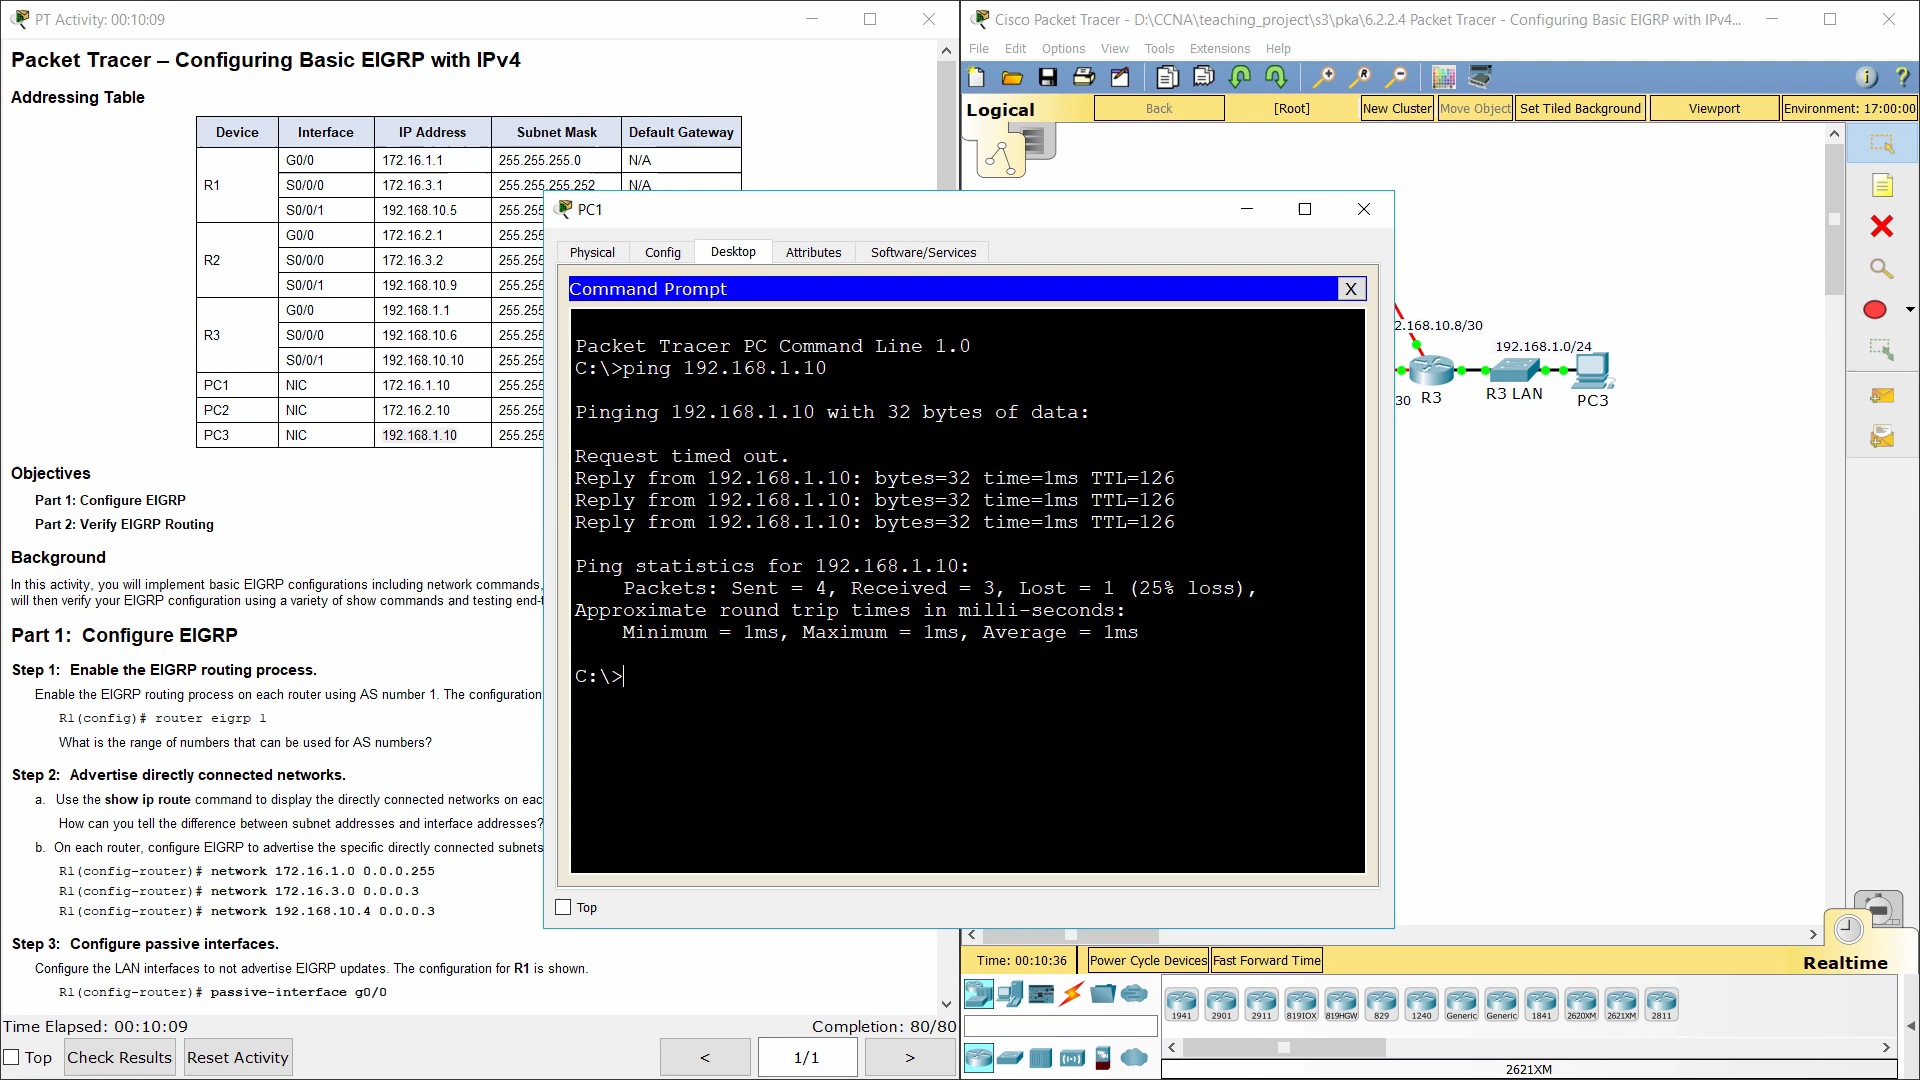 PT Activity: 00:10:09
Packet Tracer – Configuring Basic EIGRP with IPv4
Addressing Table
Device Interface IP Address Subnet Mask Default Gateway
R1 G0/0 172.16.1.1 255.255.255.0 N/A
S0/0/0 172.16.3.1 255.255.255.252 N/A
S0/0/1 192.168.10.5 255.255
R2 G0/0 172.16.2.1 255.255
S0/0/0 172.16.3.2 255.255
S0/0/1 192.168.10.9 255.255
R3 G0/0 192.168.1.1 255.255
S0/0/0 192.168.10.6 255.255
S0/0/1 192.168.10.10 255.255
PC1 NIC 172.16.1.10 255.255
PC2 NIC 172.16.2.10 255.255
PC3 NIC 192.168.1.10 255.255
Objectives
Part 1: Configure EIGRP
Part 2: Verify EIGRP Routing
Background
In this activity, you will implement basic EIGRP configurations including network commands,
will then verify your EIGRP configuration using a variety of show commands and testing end-t
Part 1: Configure EIGRP
Step 1: Enable the EIGRP routing process.
Enable the EIGRP routing process on each router using AS number 1. The configuration
R1(config)# router eigrp 1
What is the range of numbers that can be used for AS numbers?
Step 2: Advertise directly connected networks.
a. Use the show ip route command to display the directly connected networks on eac
How can you tell the difference between subnet addresses and interface addresses?
b. On each router, configure EIGRP to advertise the specific directly connected subnets
R1(config-router)# network 172.16.1.0 0.0.0.255
R1(config-router)# network 172.16.3.0 0.0.0.3
R1(config-router)# network 192.168.10.4 0.0.0.3
Step 3: Configure passive interfaces.
Configure the LAN interfaces to not advertise EIGRP updates. The configuration for R1 is shown.
R1(config-router)# passive-interface g0/0
Time Elapsed: 00:10:09 Completion: 80/80
Top Check Results Reset Activity < 1/1 >
PC1
Physical Config Desktop Attributes Software/Services
Command Prompt X
Packet Tracer PC Command Line 1.0
C:\>ping 192.168.1.10
Pinging 192.168.1.10 with 32 bytes of data:
Request timed out.
Reply from 192.168.1.10: bytes=32 time=1ms TTL=126
Reply from 192.168.1.10: bytes=32 time=1ms TTL=126
Reply from 192.168.1.10: bytes=32 time=1ms TTL=126
Ping statistics for 192.168.1.10:
Packets: Sent = 4, Received = 3, Lost = 1 (25% loss),
Approximate round trip times in milli-seconds:
Minimum = 1ms, Maximum = 1ms, Average = 1ms
C:\>
Top
Cisco Packet Tracer - D:\CCNA\teaching_project\s3\pka\6.2.2.4 Packet Tracer - Configuring Basic EIGRP with IPv4...
File Edit Options View Tools Extensions Help
Logical Back [Root] New Cluster Move Object Set Tiled Background Viewport Environment: 17:00:00
2.168.10.8/30
192.168.1.0/24
30 R3 R3 LAN PC3
Time: 00:10:36 Power Cycle Devices Fast Forward Time
Realtime
1941 2901 2911 819IOX 819HGW 829 1240 Generic Generic 1841 2620XM 2621XM 2811
2621XM